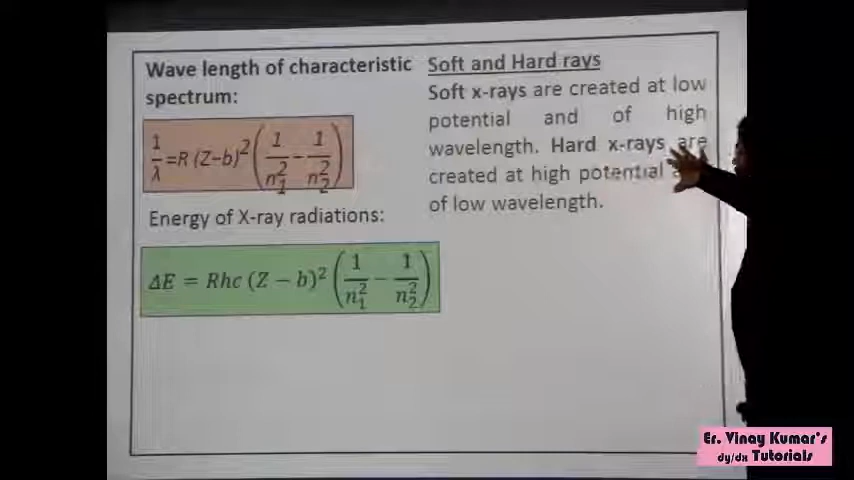 Wave length of characteristic
spectrum:
1/λ =R (Z−b)² (1/n₁² − 1/n₂²)
Energy of X-ray radiations:
ΔE = Rhc (Z − b)² (1/n₁² − 1/n₂²)
Soft and Hard rays
Soft x-rays are created at low
potential and of high
wavelength. Hard x-rays are
created at high potential
of low wavelength.
Er. Vinay Kumar's
dy/dx Tutorials